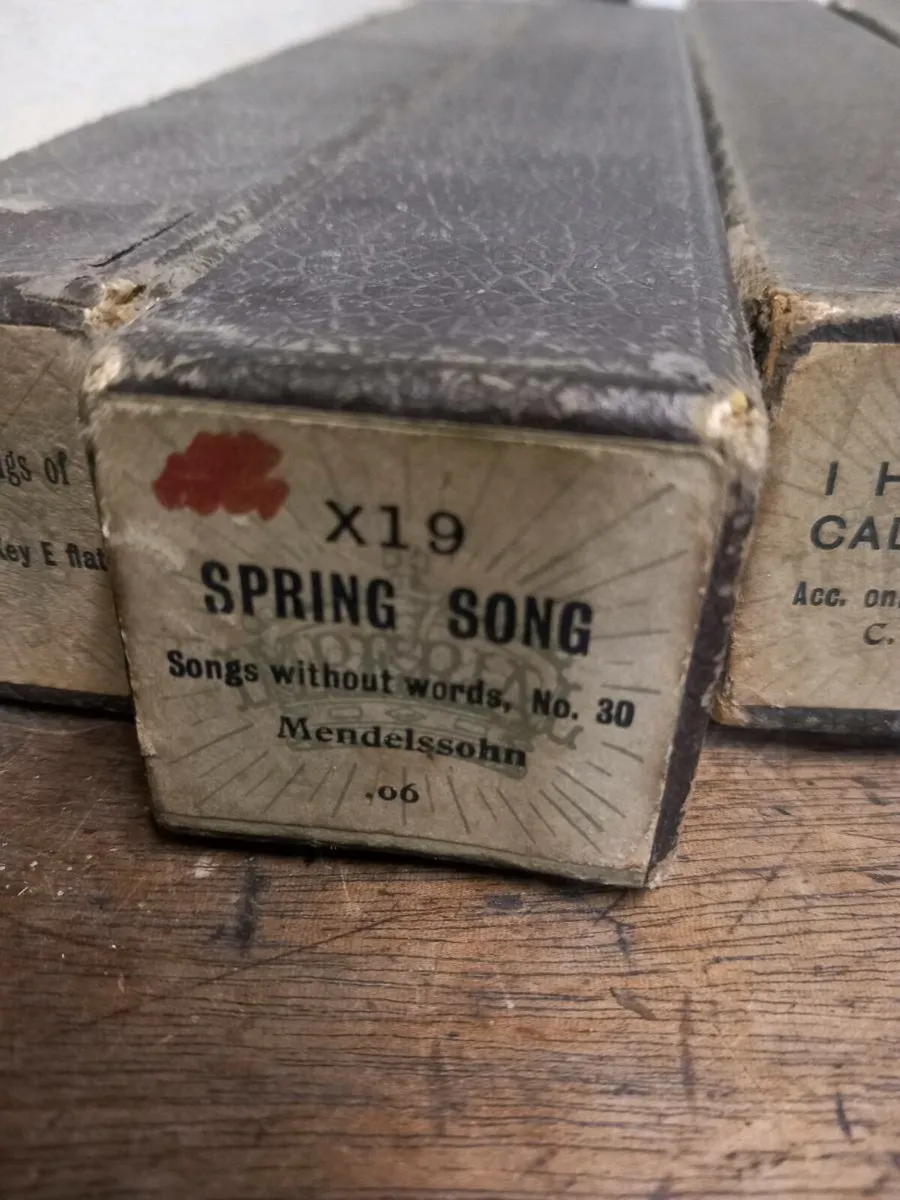 gs of
Key E flat
X19
SPRING SONG
Songs without words, No. 30
Mendelssohn
.06
I H
CAL
Acc. on
C.